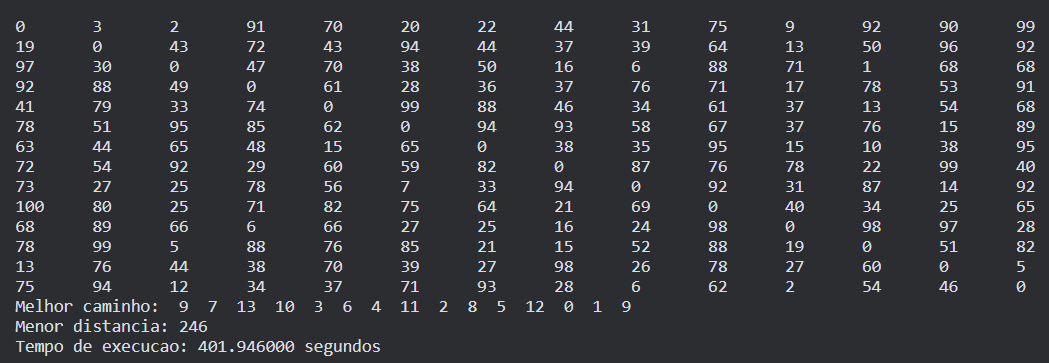 0 3 2 91 70 20 22 44 31 75 9 92 90 99
19 0 43 72 43 94 44 37 39 64 13 50 96 92
97 30 0 47 70 38 50 16 6 88 71 1 68 68
92 88 49 0 61 28 36 37 76 71 17 78 53 91
41 79 33 74 0 99 88 46 34 61 37 13 54 68
78 51 95 85 62 0 94 93 58 67 37 76 15 89
63 44 65 48 15 65 0 38 35 95 15 10 38 95
72 54 92 29 60 59 82 0 87 76 78 22 99 40
73 27 25 78 56 7 33 94 0 92 31 87 14 92
100 80 25 71 82 75 64 21 69 0 40 34 25 65
68 89 66 6 66 27 25 16 24 98 0 98 97 28
78 99 5 88 76 85 21 15 52 88 19 0 51 82
13 76 44 38 70 39 27 98 26 78 27 60 0 5
75 94 12 34 37 71 93 28 6 62 2 54 46 0
Melhor caminho: 9 7 13 10 3 6 4 11 2 8 5 12 0 1 9
Menor distancia: 246
Tempo de execucao: 401.946000 segundos